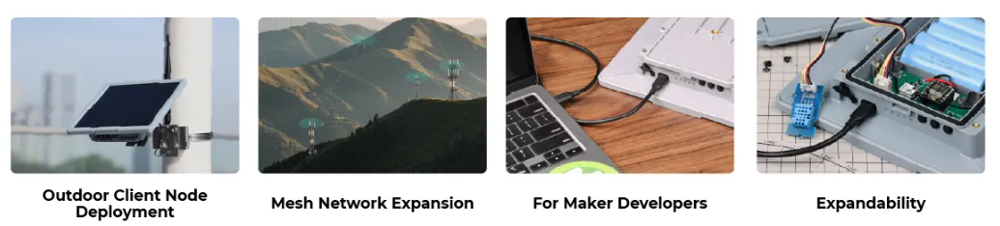 Outdoor Client Node
Deployment
Mesh Network Expansion
For Maker Developers
Expandability